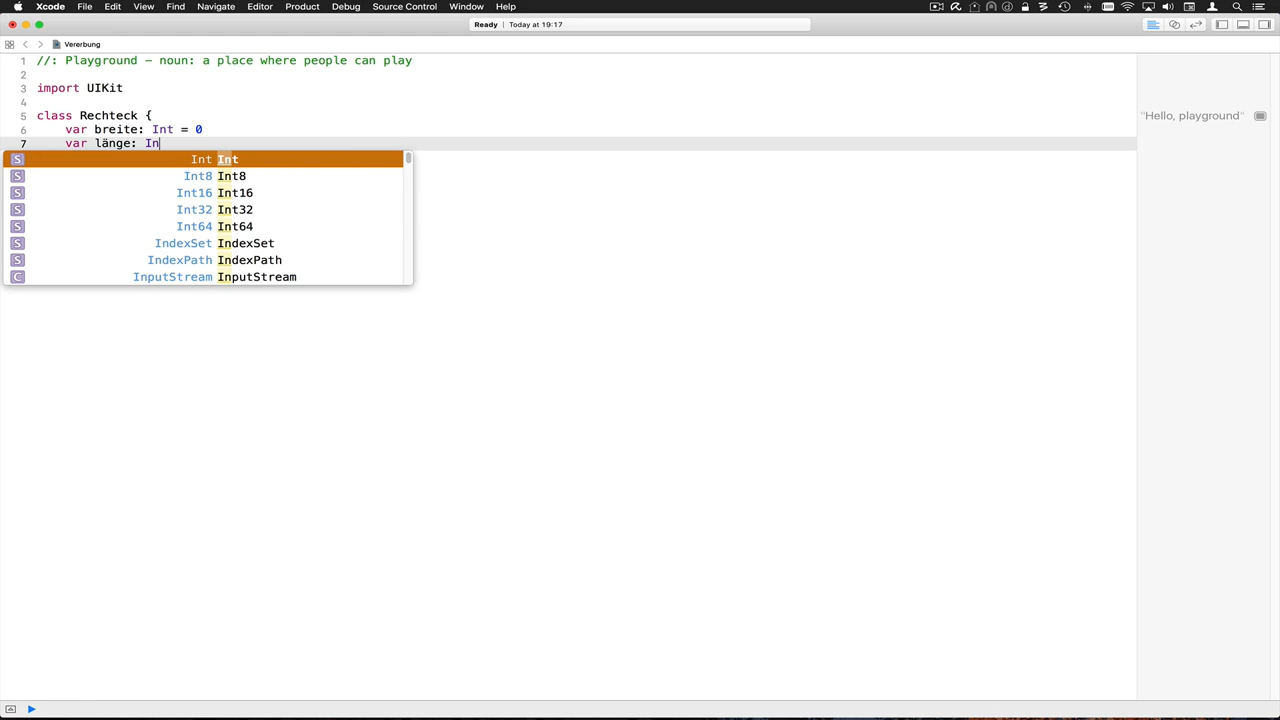 Xcode File Edit View Find Navigate Editor Product Debug Source Control Window Help
Ready | Today at 19:17
Vererbung
1 //: Playground - noun: a place where people can play
2
3 import UIKit
4
5 class Rechteck {
"Hello, playground"
6 var breite: Int = 0
7 var länge: In
S Int Int
S Int8 Int8
S Int16 Int16
S Int32 Int32
S Int64 Int64
S IndexSet IndexSet
S IndexPath IndexPath
C InputStream InputStream